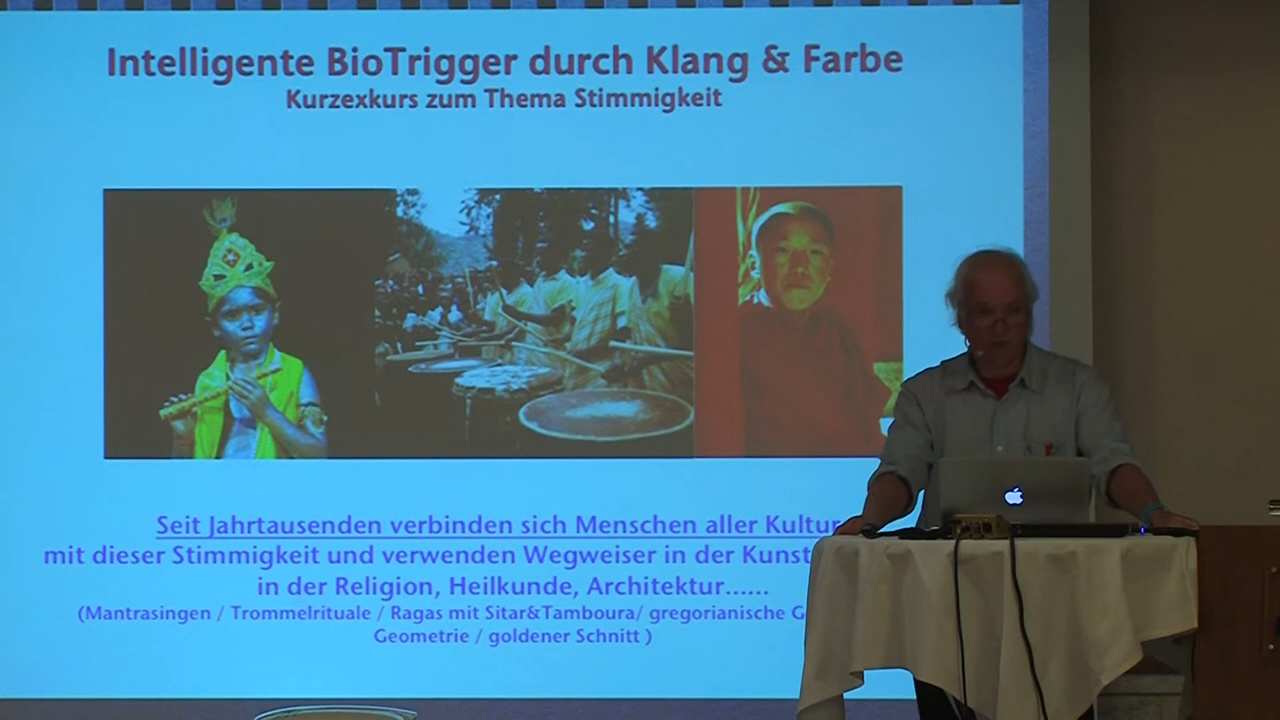 Intelligente BioTrigger durch Klang & Farbe
Kurzexkurs zum Thema Stimmigkeit
Seit Jahrtausenden verbinden sich Menschen aller
mit dieser Stimmigkeit und verwenden Wegweiser in der
in der Religion, Heilkunde, Architektur......
(Mantrasingen / Trommelrituale / Ragas mit Sitar&Tamboura/ gregorianische
Geometrie / goldener Schnitt )